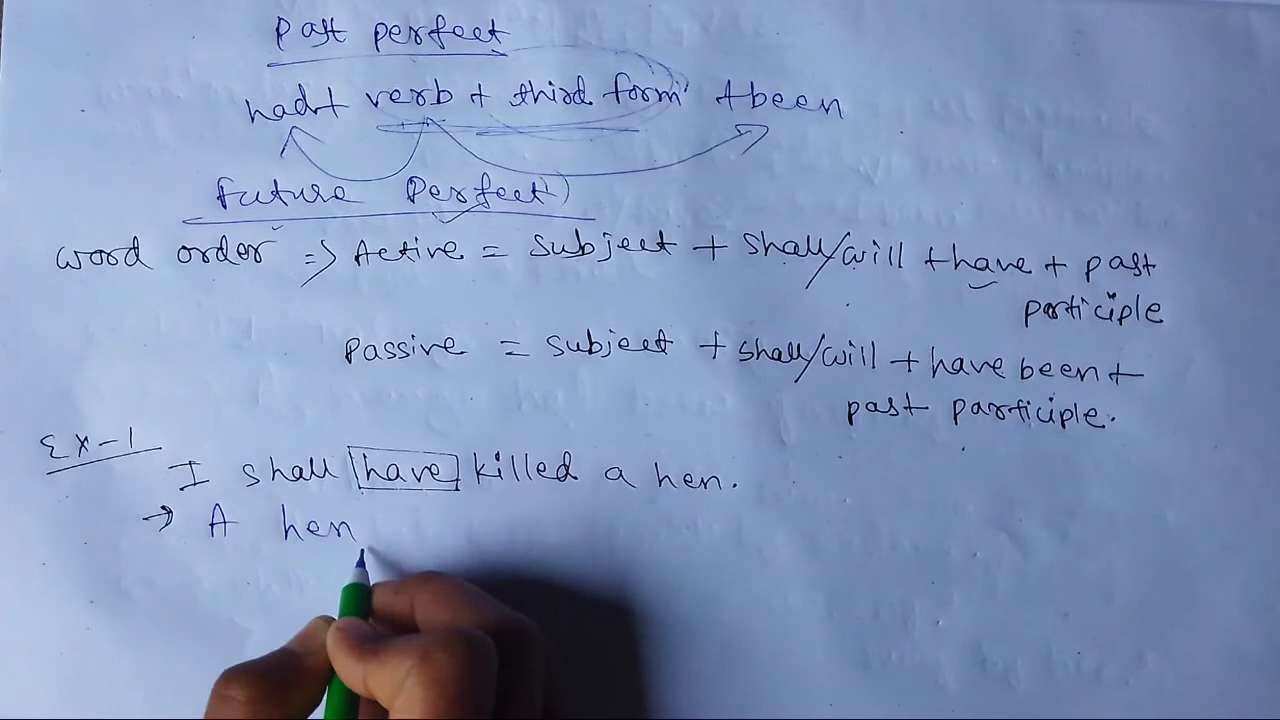 Past perfect
had+ verb + third form +been
Future Perfect
word order => Active = subject + shall/will + have + past
participle
Passive = subject + shall/will + have been +
past participle.
Ex-1
I shall have killed a hen.
→ A hen